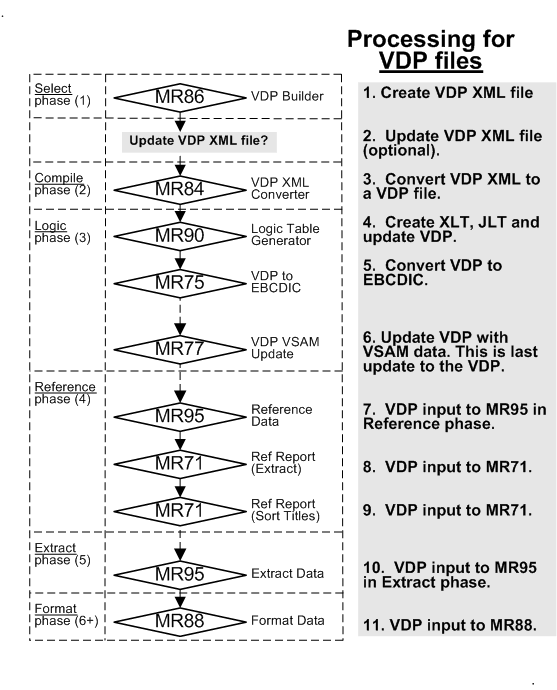 Processing for
VDP files
Select
phase (1)
MR86
VDP Builder
1. Create VDP XML file
Update VDP XML file?
2. Update VDP XML file
(optional).
Compile
phase (2)
MR84
VDP XML
Converter
3. Convert VDP XML to
a VDP file.
Logic
phase (3)
MR90
Logic Table
Generator
4. Create XLT, JLT and
update VDP.
MR75
VDP to
EBCDIC
5. Convert VDP to
EBCDIC.
MR77
VDP VSAM
Update
6. Update VDP with
VSAM data. This is last
update to the VDP.
Reference
phase (4)
MR95
Reference
Data
7. VDP input to MR95 in
Reference phase.
MR71
Ref Report
(Extract)
8. VDP input to MR71.
MR71
Ref Report
(Sort Titles)
9. VDP input to MR71.
Extract
phase (5)
MR95
Extract Data
10. VDP input to MR95
in Extract phase.
Format
phase (6+)
MR88
Format Data
11. VDP input to MR88.